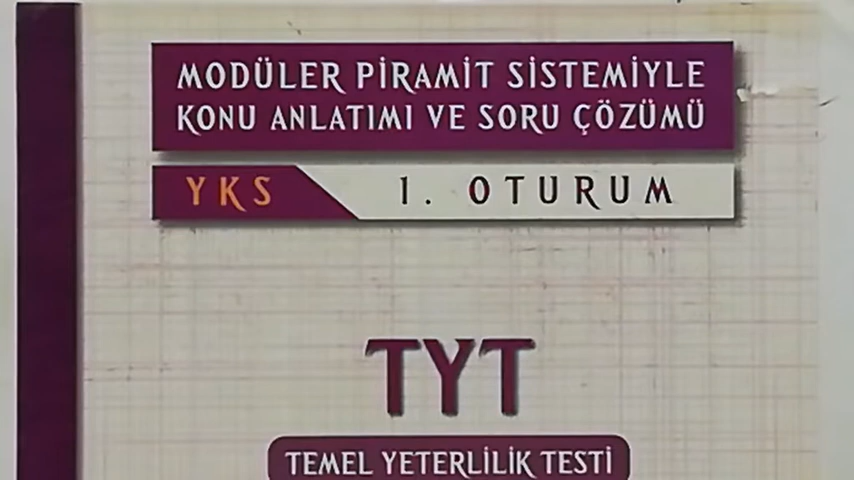 MODÜLER PİRAMİT SİSTEMİYLE
KONU ANLATIMI VE SORU ÇÖZÜMÜ
YKS 1. OTURUM
TYT
TEMEL YETERLİLİK TESTİ